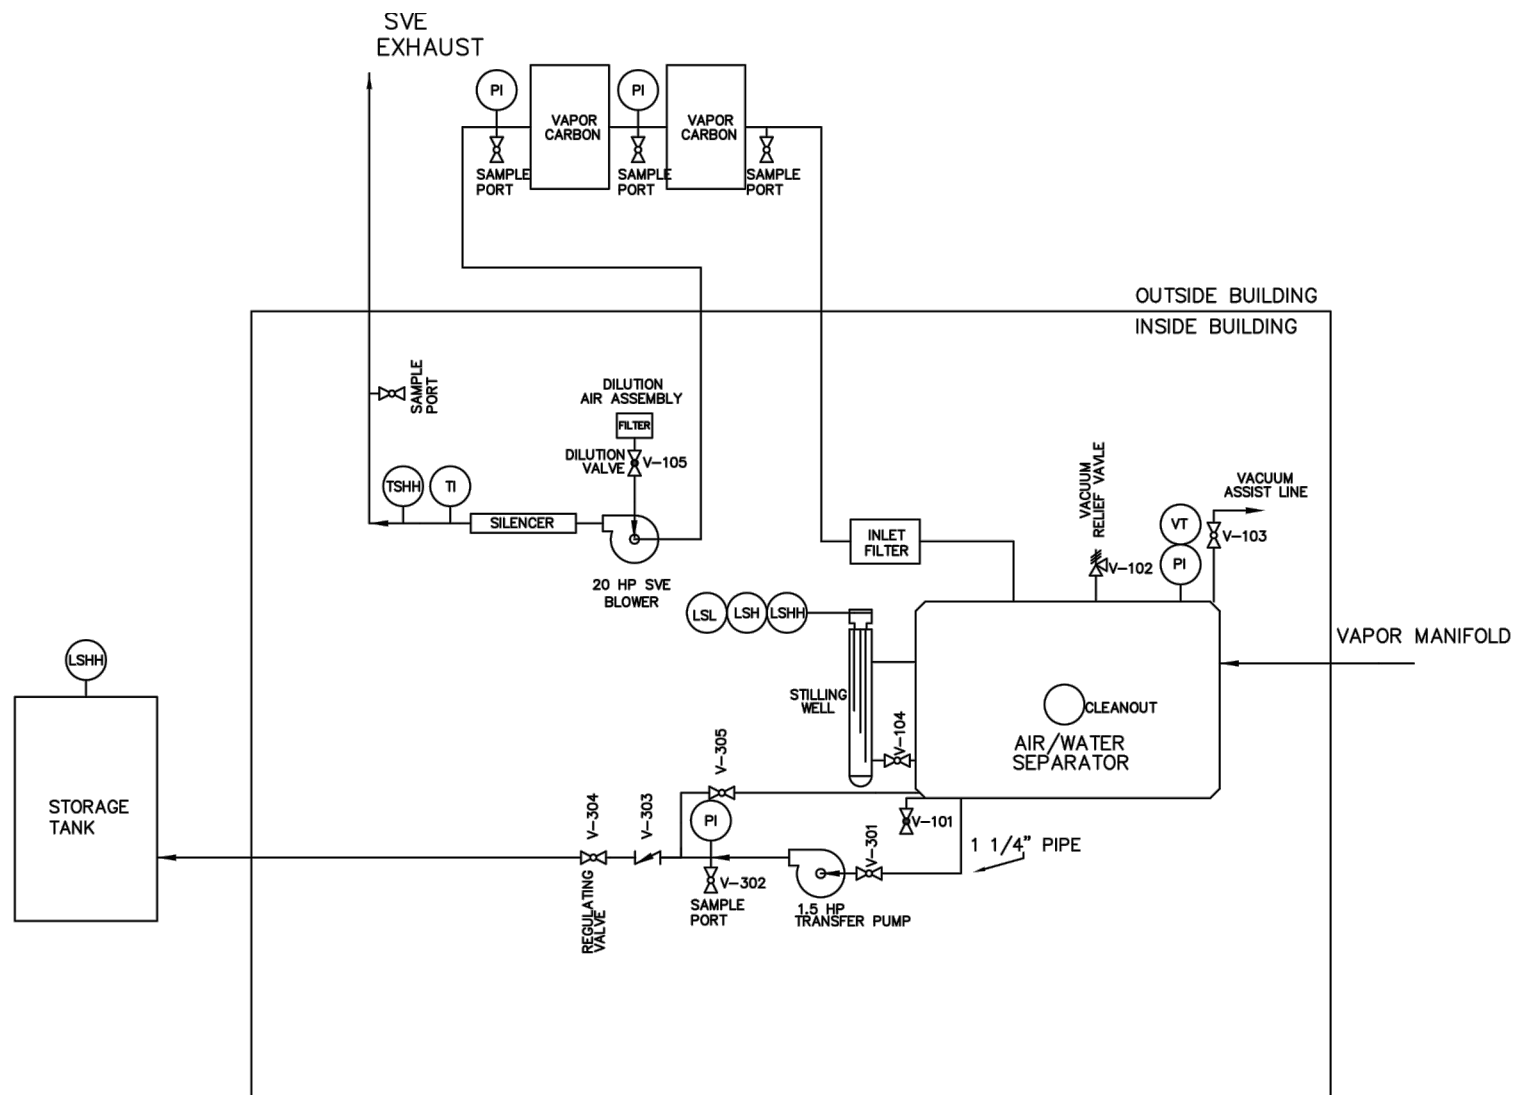 SVE
EXHAUST
PI
VAPOR
CARBON
PI
VAPOR
CARBON
SAMPLE
PORT
SAMPLE
PORT
SAMPLE
PORT
OUTSIDE BUILDING
INSIDE BUILDING
SAMPLE
PORT
DILUTION
AIR ASSEMBLY
FILTER
DILUTION
VALVE
V-105
TSHH
TI
SILENCER
20 HP SVE
BLOWER
INLET
FILTER
VACUUM
RELIEF VAVLE
V-102
VT
PI
VACUUM
ASSIST LINE
V-103
LSL
LSH
LSHH
VAPOR MANIFOLD
LSHH
STILLING
WELL
V-104
CLEANOUT
AIR/WATER
SEPARATOR
STORAGE
TANK
V-305
V-304
V-303
PI
V-101
V-301
1 1/4" PIPE
V-302
SAMPLE
PORT
REGULATING
VALVE
1.5 HP
TRANSFER PUMP